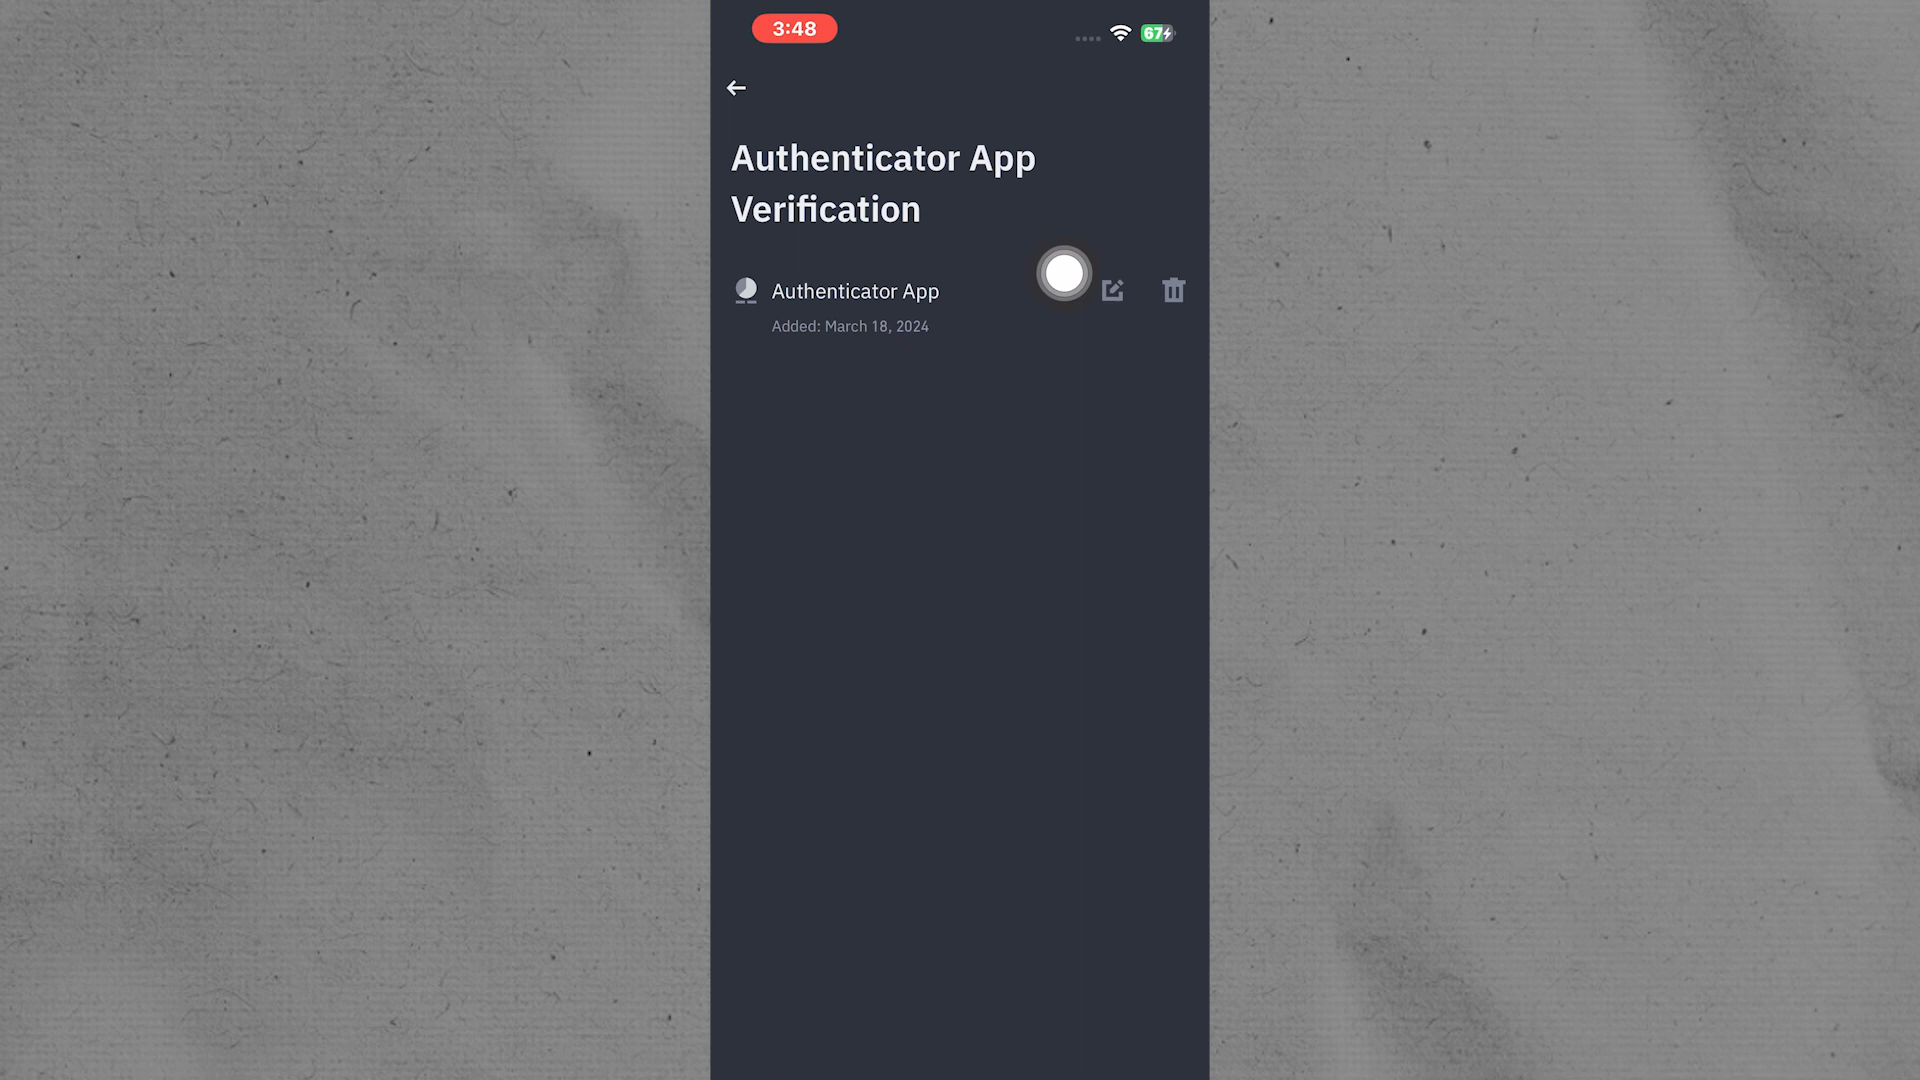 3:48
67
Authenticator App
Verification
Authenticator App
Added: March 18, 2024